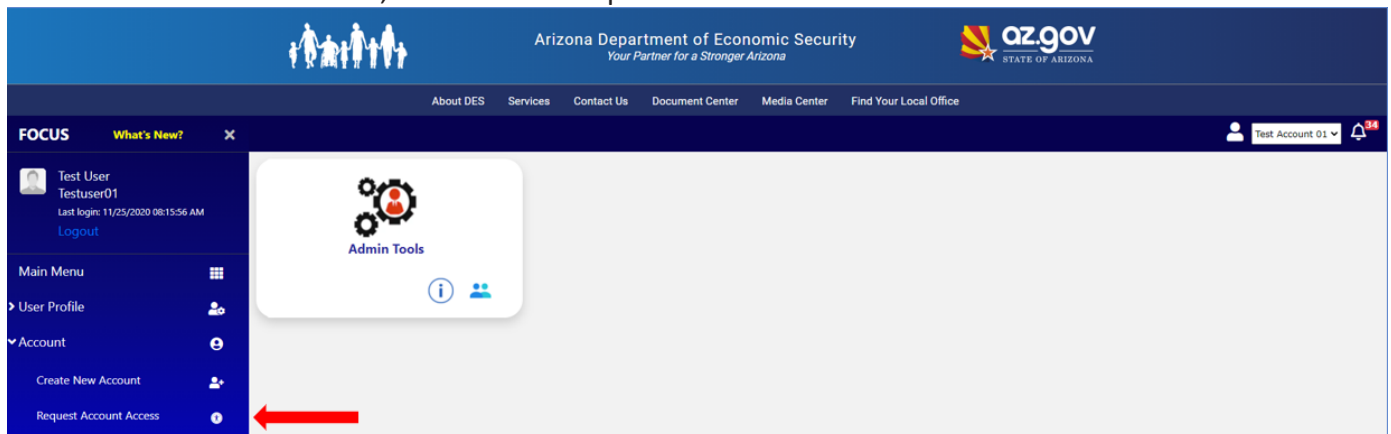 Arizona Department of Economic Security
Your Partner for a Stronger Arizona
az.gov
STATE OF ARIZONA
About DES Services Contact Us Document Center Media Center Find Your Local Office
FOCUS What's New? Test Account 01 34
Test User
Testuser01
Last login: 11/25/2020 08:15:56 AM
Logout
Admin Tools
Main Menu
User Profile
Account
Create New Account
Request Account Access